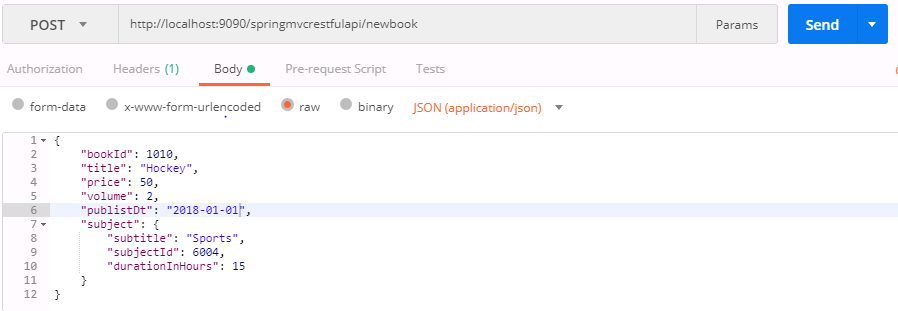 POST http://localhost:9090/springmvcrestfulapi/newbook Params Send
Authorization Headers (1) Body Pre-request Script Tests
form-data x-www-form-urlencoded raw binary JSON (application/json)
1 {
2 "bookId": 1010,
3 "title": "Hockey",
4 "price": 50,
5 "volume": 2,
6 "publistDt": "2018-01-01",
7 "subject": {
8 "subtitle": "Sports",
9 "subjectId": 6004,
10 "durationInHours": 15
11 }
12 }